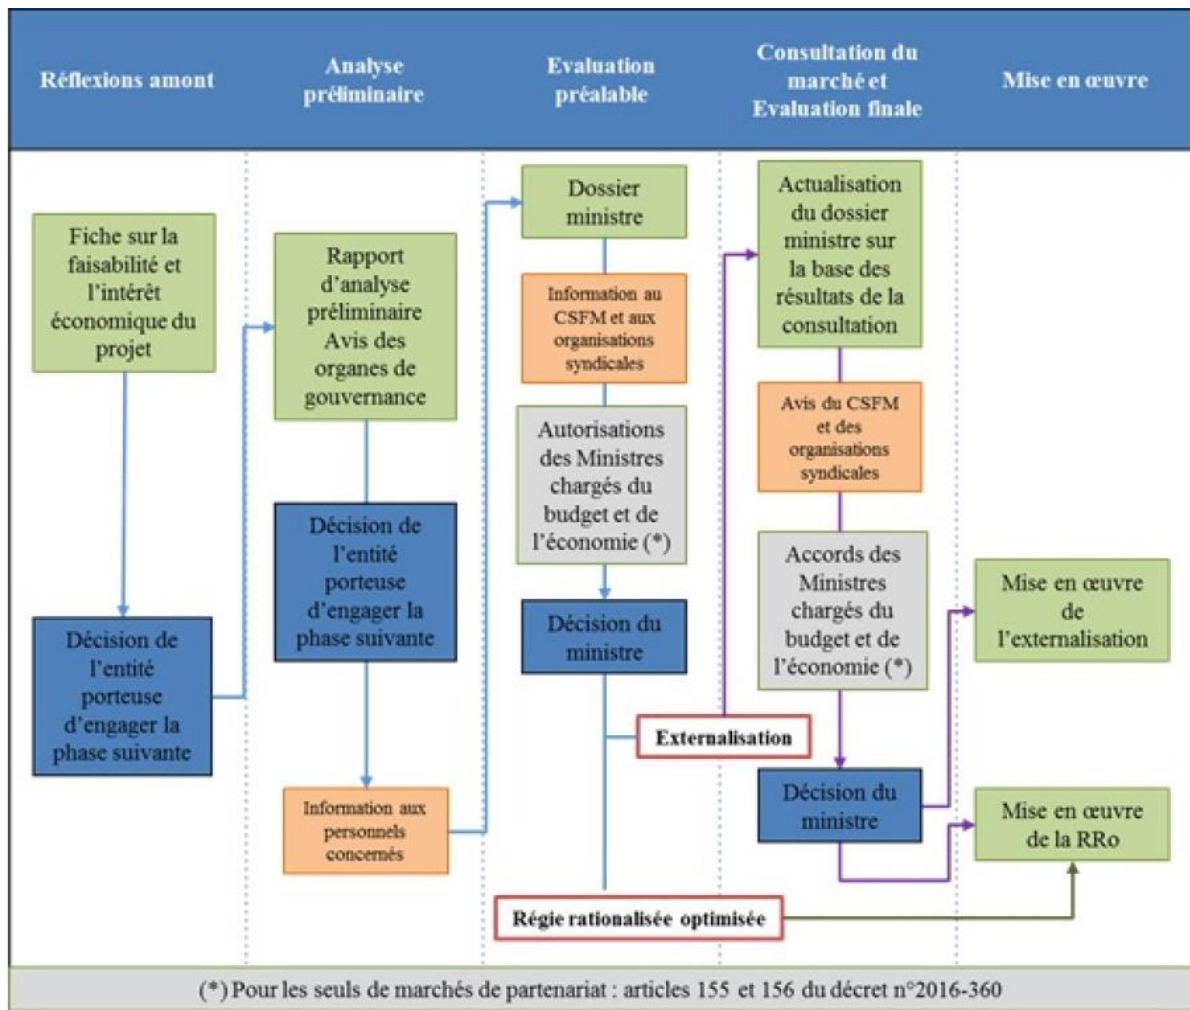 Réflexions amont
Analyse
préliminaire
Evaluation
préalable
Consultation du
marché et
Evaluation finale
Mise en œuvre
Fiche sur la
faisabilité et
l'intérêt
économique du
projet
Décision de
l'entité
porteuse
d'engager la
phase suivante
Rapport
d'analyse
préliminaire
Avis des
organes de
gouvernance
Décision de
l'entité
porteuse
d'engager la
phase suivante
Information aux
personnels
concernés
Dossier
ministre
Information au
CSFM et aux
organisations
syndicales
Autorisations
des Ministres
chargés du
budget et de
l'économie (*)
Décision du
ministre
Externalisation
Régie rationalisée optimisée
Actualisation
du dossier
ministre sur
la base des
résultats de la
consultation
Avis du CSFM
et des
organisations
syndicales
Accords des
Ministres
chargés du
budget et de
l'économie (*)
Décision du
ministre
Mise en œuvre
de
l'externalisation
Mise en œuvre
de la RRo
(*) Pour les seuls de marchés de partenariat : articles 155 et 156 du décret n°2016-360